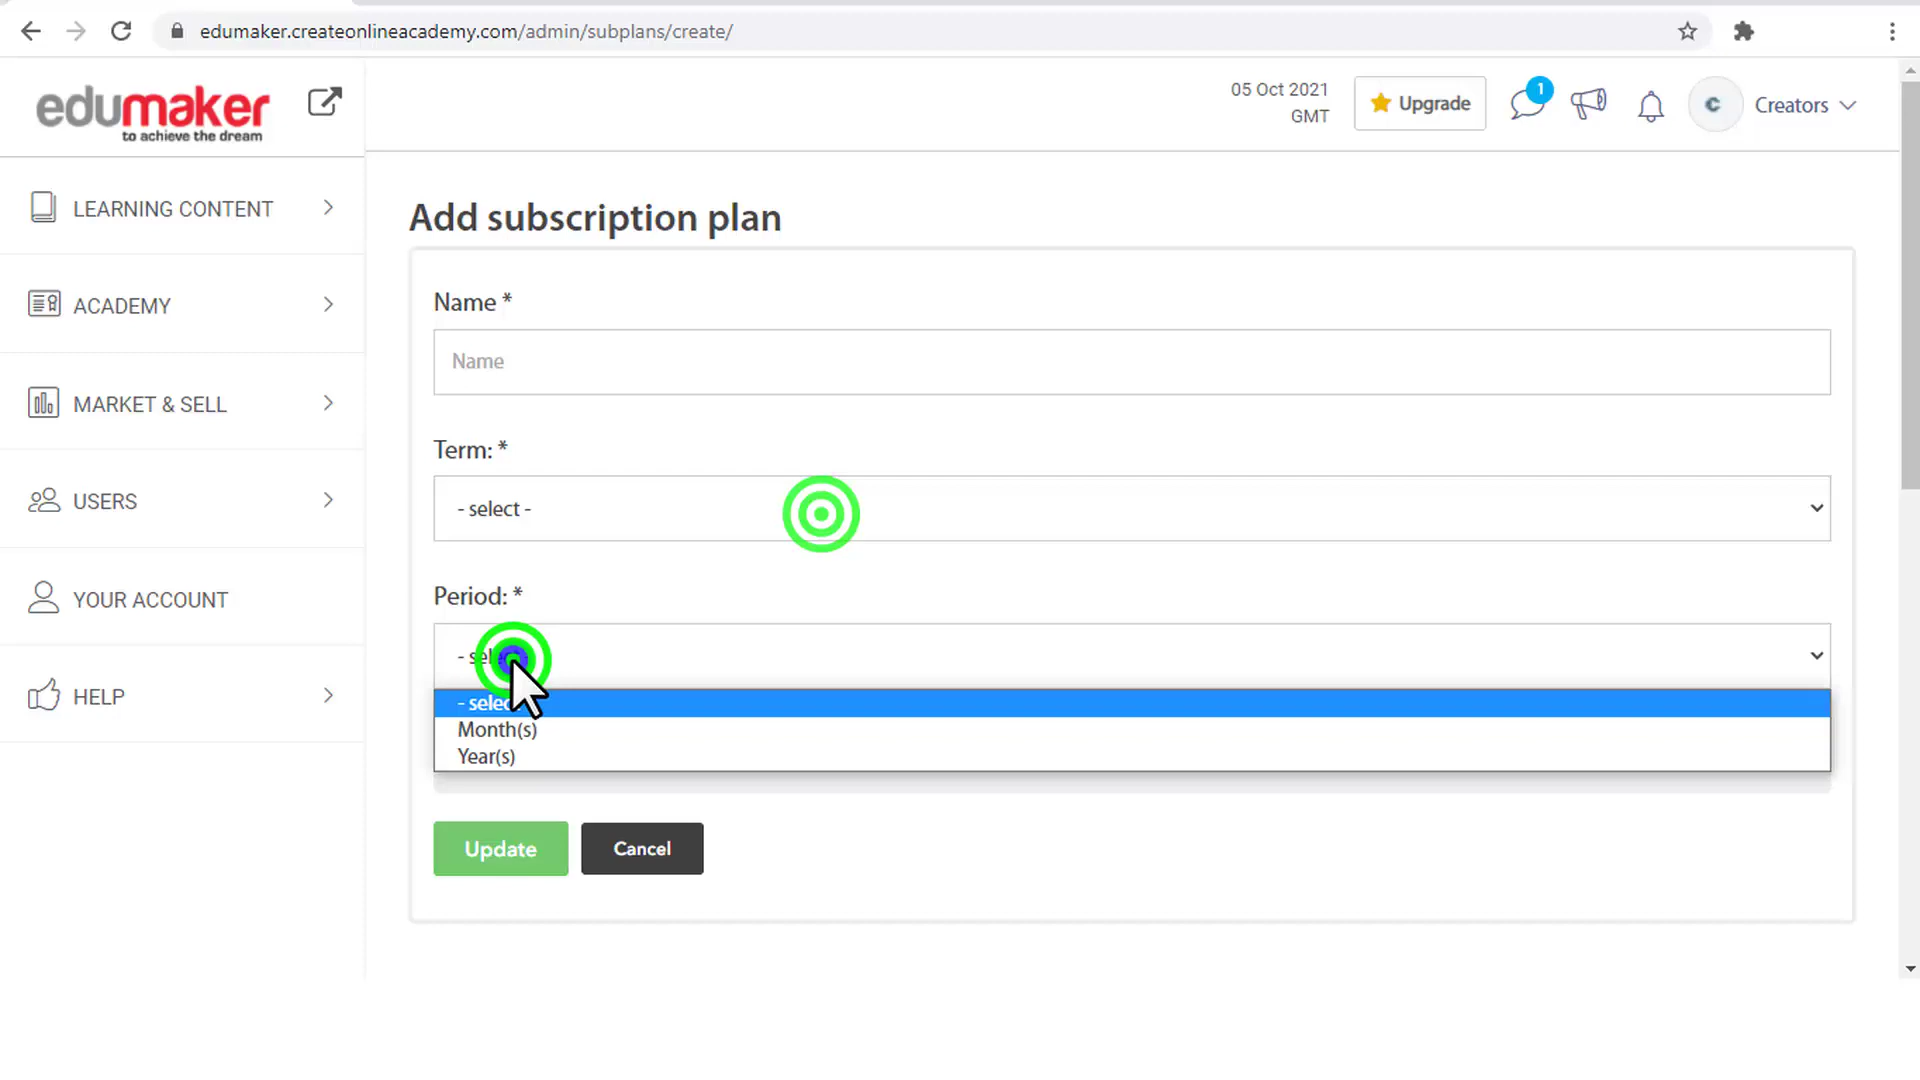 edumaker.createonlineacademy.com/admin/subplans/create/
edumaker
to achieve the dream
05 Oct 2021
GMT
Upgrade
1
C
Creators
LEARNING CONTENT
ACADEMY
MARKET & SELL
USERS
YOUR ACCOUNT
HELP
Add subscription plan
Name *
Name
Term: *
- select -
Period: *
- select
- select
Month(s)
Year(s)
Update
Cancel